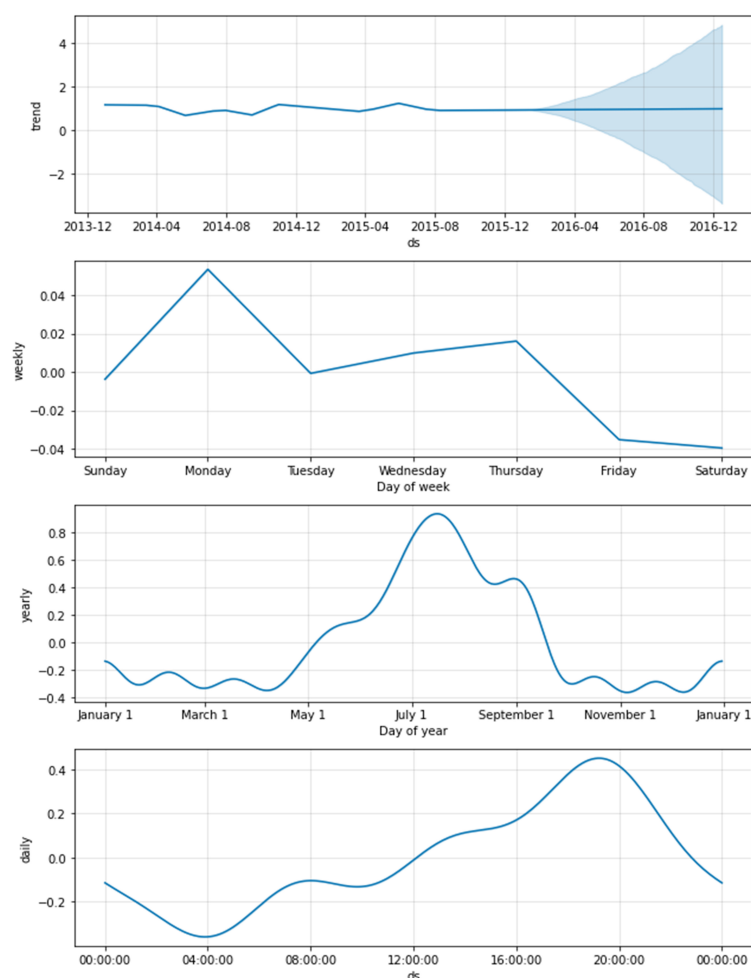 4
2
0
−2
trend
2013-12 2014-04 2014-08 2014-12 2015-04 2015-08 2015-12 2016-04 2016-08 2016-12
ds
0.04
0.02
0.00
−0.02
−0.04
weekly
Sunday Monday Tuesday Wednesday Thursday Friday Saturday
Day of week
0.8
0.6
0.4
0.2
0.0
−0.2
−0.4
yearly
January 1 March 1 May 1 July 1 September 1 November 1 January 1
Day of year
0.4
0.2
0.0
−0.2
daily
00:00:00 04:00:00 08:00:00 12:00:00 16:00:00 20:00:00 00:00:00
ds